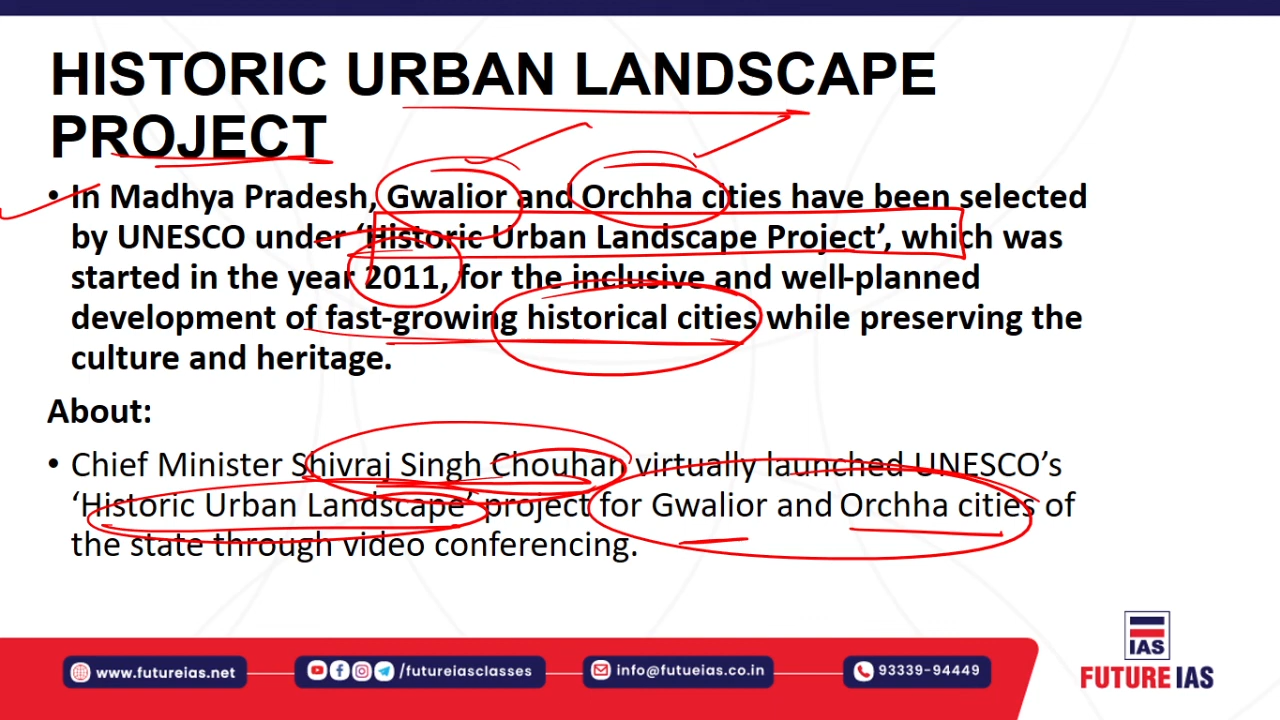 HISTORIC URBAN LANDSCAPE
PROJECT
• In Madhya Pradesh, Gwalior and Orchha cities have been selected
by UNESCO under ‘Historic Urban Landscape Project’, which was
started in the year 2011, for the inclusive and well-planned
development of fast-growing historical cities while preserving the
culture and heritage.
About:
• Chief Minister Shivraj Singh Chouhan virtually launched UNESCO’s
‘Historic Urban Landscape’ project for Gwalior and Orchha cities of
the state through video conferencing.
IAS
FUTURE IAS
www.futureias.net
/futureiasclasses
info@futueias.co.in
93339-94449